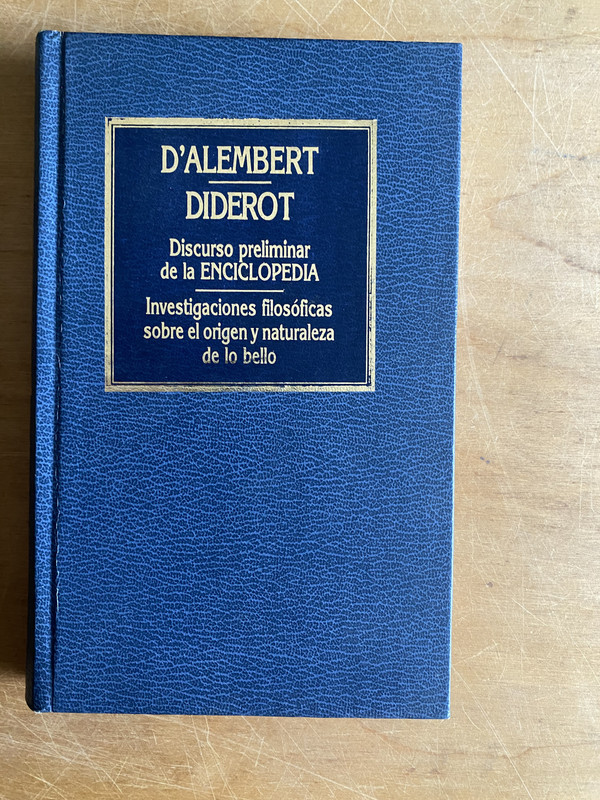 D'ALEMBERT
DIDEROT
Discurso preliminar
de la ENCICLOPEDIA
Investigaciones filosóficas
sobre el origen y naturaleza
de lo bello